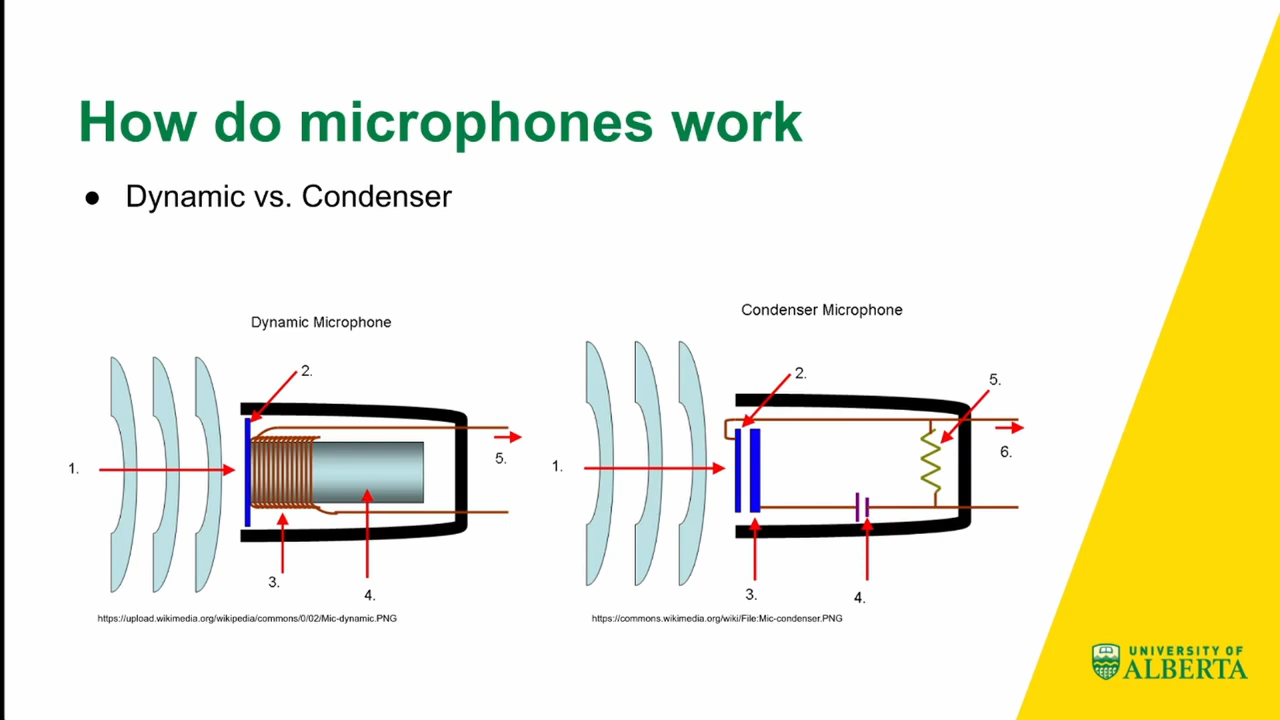 How do microphones work
● Dynamic vs. Condenser
Dynamic Microphone
1.
2.
3.
4.
5.
https://upload.wikimedia.org/wikipedia/commons/0/02/Mic-dynamic.PNG
Condenser Microphone
1.
2.
3.
4.
5.
6.
https://commons.wikimedia.org/wiki/File:Mic-condenser.PNG
UNIVERSITY OF
ALBERTA